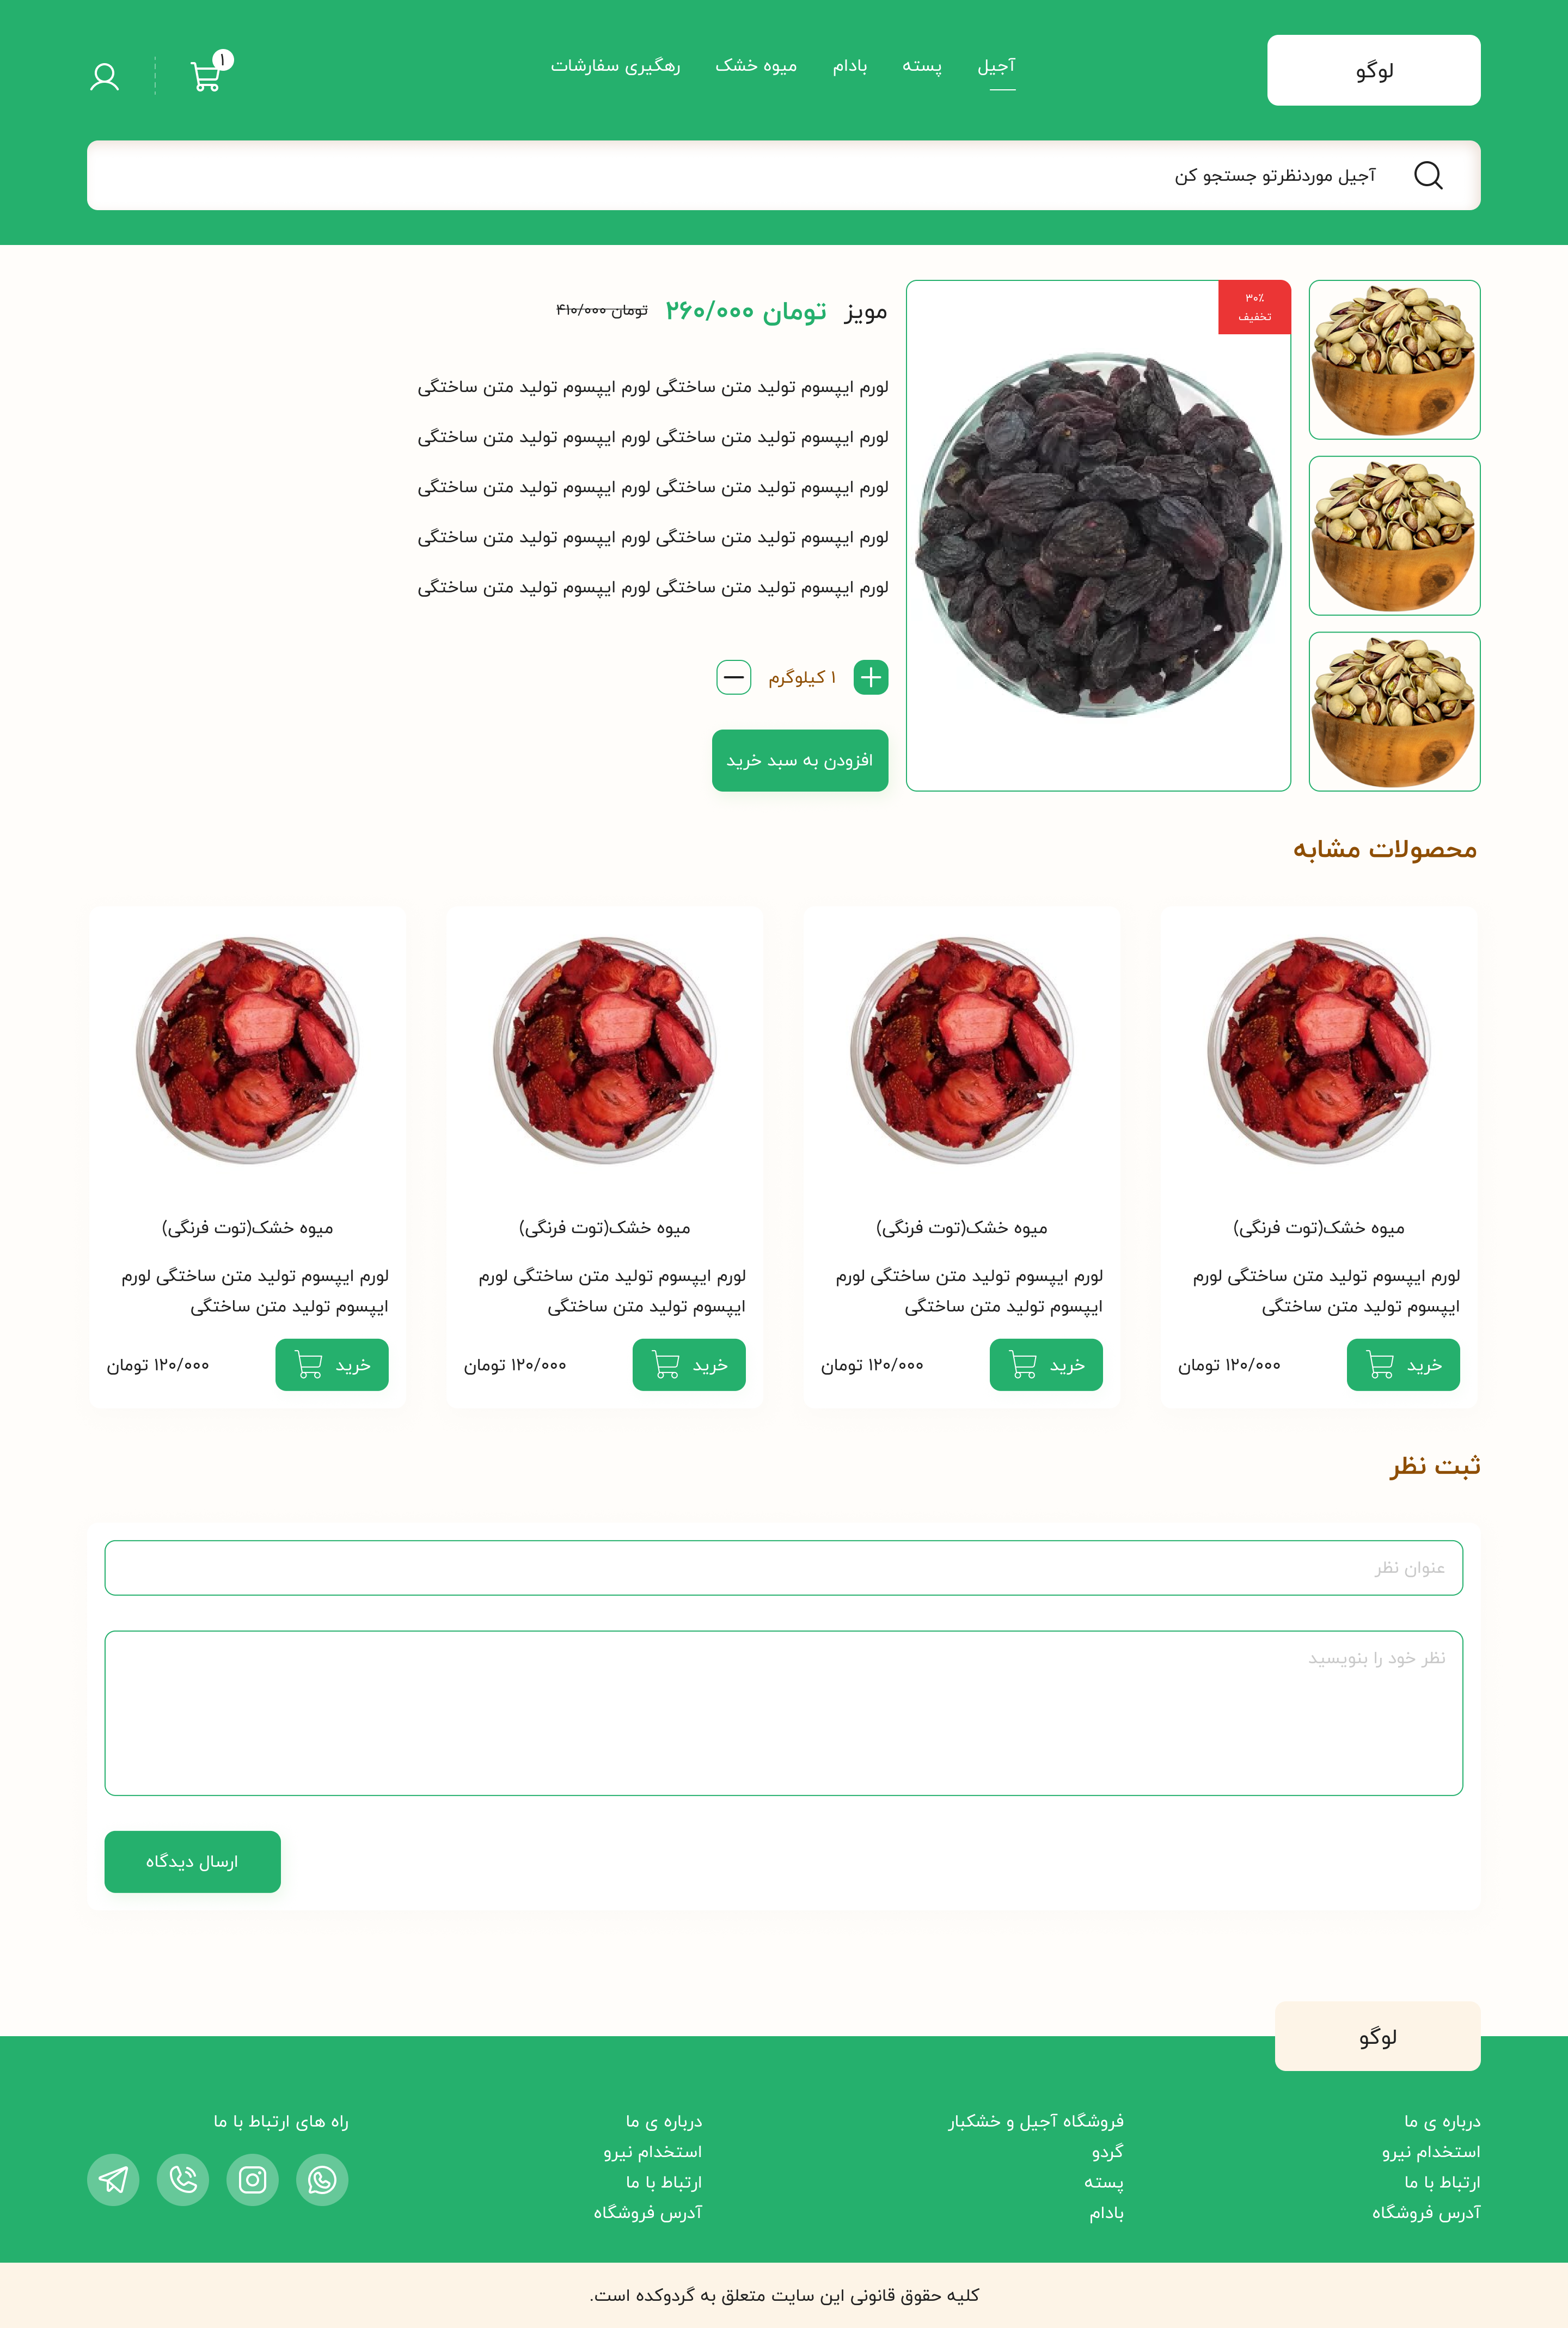 لوگو
آجیل
پسته
بادام
میوه خشک
رهگیری سفارشات
۱
آجیل موردنظرتو جستجو کن
۳۰٪
تخفیف
مویز
۲۶۰/۰۰۰ تومان
۴۱۰/۰۰۰ تومان
لورم ایپسوم تولید متن ساختگی لورم ایپسوم تولید متن ساختگی
لورم ایپسوم تولید متن ساختگی لورم ایپسوم تولید متن ساختگی
لورم ایپسوم تولید متن ساختگی لورم ایپسوم تولید متن ساختگی
لورم ایپسوم تولید متن ساختگی لورم ایپسوم تولید متن ساختگی
لورم ایپسوم تولید متن ساختگی لورم ایپسوم تولید متن ساختگی
۱ کیلوگرم
افزودن به سبد خرید
محصولات مشابه
میوه خشک(توت فرنگی)
لورم ایپسوم تولید متن ساختگی لورم
ایپسوم تولید متن ساختگی
خرید
۱۲۰/۰۰۰ تومان
میوه خشک(توت فرنگی)
لورم ایپسوم تولید متن ساختگی لورم
ایپسوم تولید متن ساختگی
خرید
۱۲۰/۰۰۰ تومان
میوه خشک(توت فرنگی)
لورم ایپسوم تولید متن ساختگی لورم
ایپسوم تولید متن ساختگی
خرید
۱۲۰/۰۰۰ تومان
میوه خشک(توت فرنگی)
لورم ایپسوم تولید متن ساختگی لورم
ایپسوم تولید متن ساختگی
خرید
۱۲۰/۰۰۰ تومان
ثبت نظر
عنوان نظر
نظر خود را بنویسید
ارسال دیدگاه
لوگو
درباره ی ما
استخدام نیرو
ارتباط با ما
آدرس فروشگاه
فروشگاه آجیل و خشکبار
گردو
پسته
بادام
درباره ی ما
استخدام نیرو
ارتباط با ما
آدرس فروشگاه
راه های ارتباط با ما
کلیه حقوق قانونی این سایت متعلق به گردوکده است.